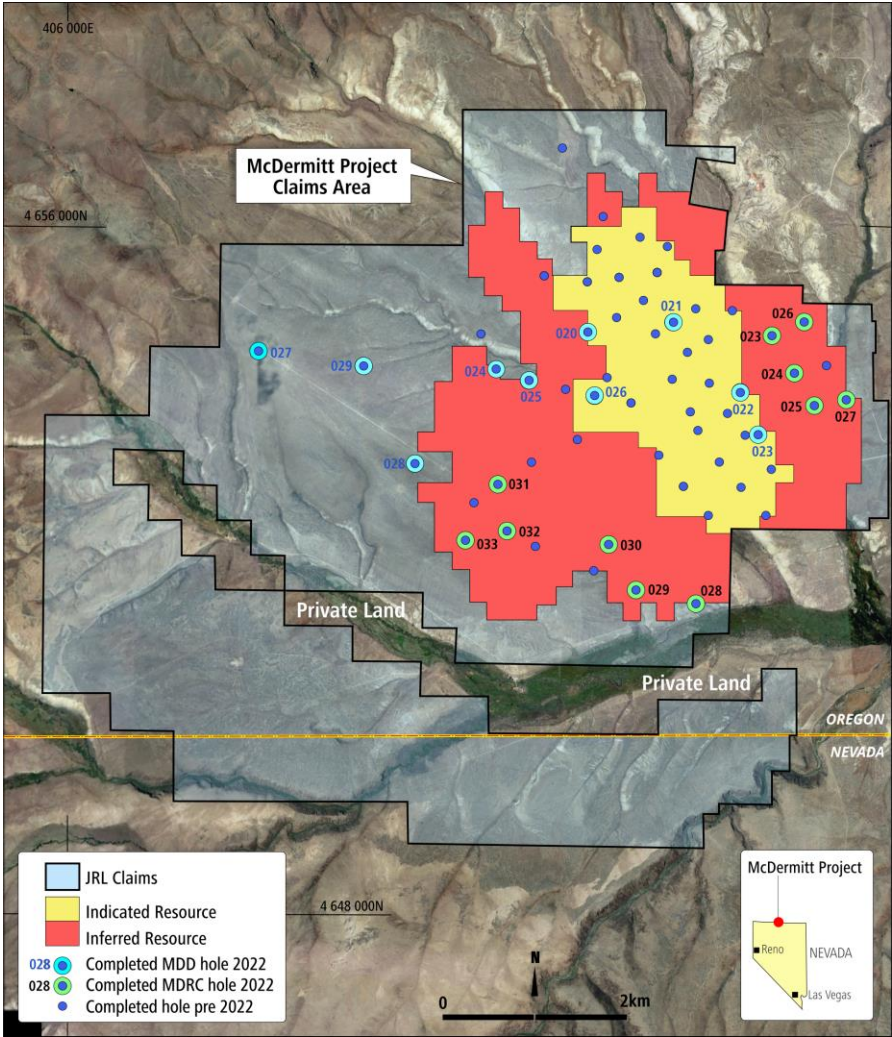 406 000E
McDermitt Project
Claims Area
4 656 000N
021
026
023
020
027
029
024
024
025
026
022
025
027
023
028
031
032
033
030
029
028
Private Land
Private Land
OREGON
NEVADA
JRL Claims
Indicated Resource
Inferred Resource
028 Completed MDD hole 2022
028 Completed MDRC hole 2022
Completed hole pre 2022
4 648 000N
N
0 2km
McDermitt Project
Reno
NEVADA
Las Vegas